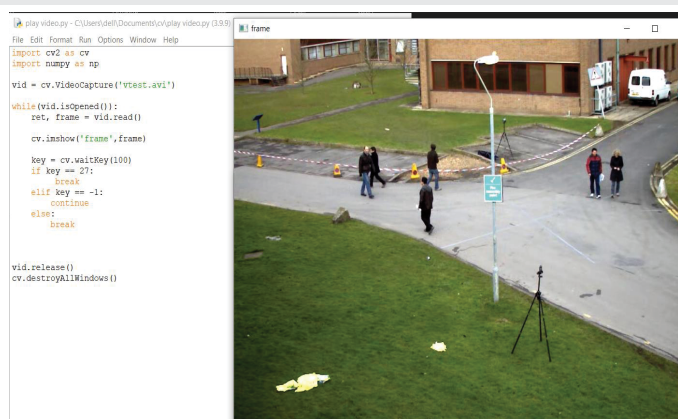 play video.py - C:\Users\dell\Documents\cv\play video.py (3.9.9)
File Edit Format Run Options Window Help
import cv2 as cv
import numpy as np
vid = cv.VideoCapture('vtest.avi')
while(vid.isOpened()):
    ret, frame = vid.read()
    cv.imshow('frame',frame)
    key = cv.waitKey(100)
    if key == 27:
        break
    elif key == -1:
        continue
    else:
        break
vid.release()
cv.destroyAllWindows()
frame